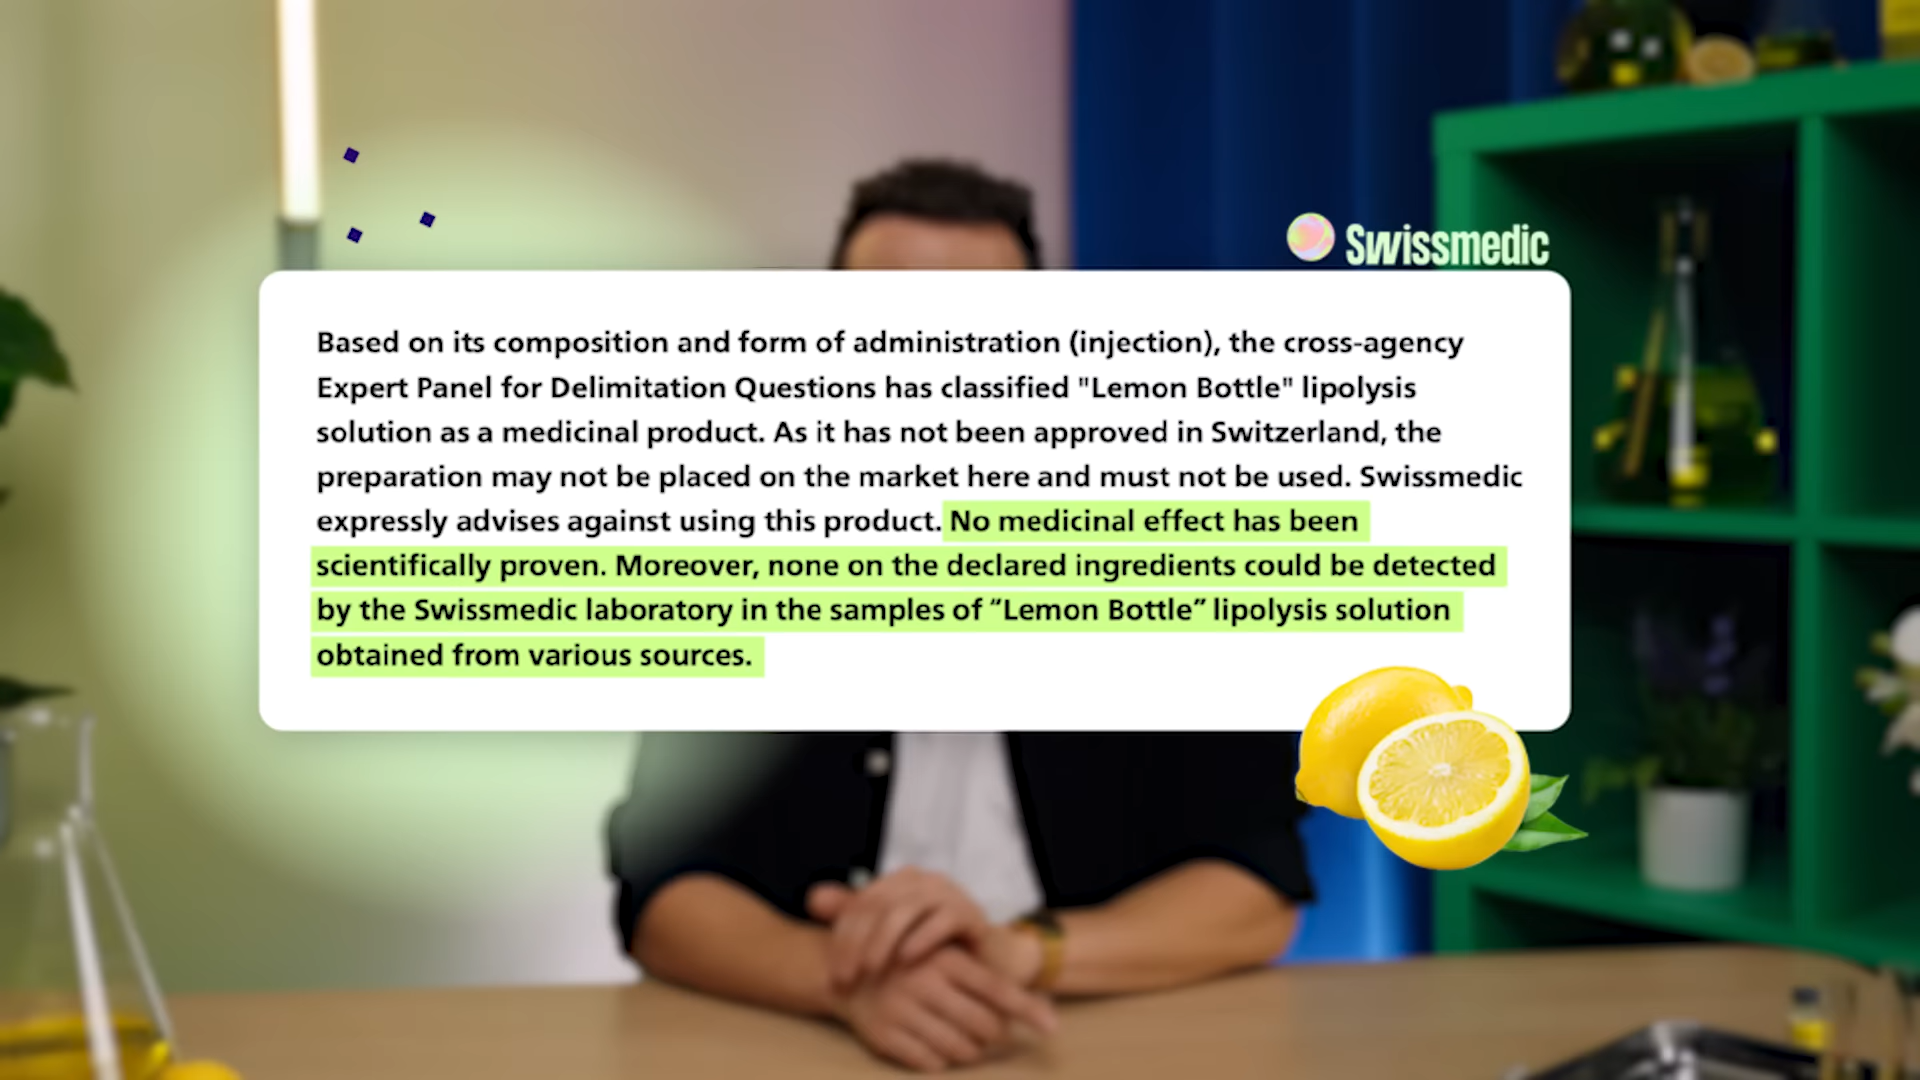 Swissmedic
Based on its composition and form of administration (injection), the cross-agency
Expert Panel for Delimitation Questions has classified "Lemon Bottle" lipolysis
solution as a medicinal product. As it has not been approved in Switzerland, the
preparation may not be placed on the market here and must not be used. Swissmedic
expressly advises against using this product. No medicinal effect has been
scientifically proven. Moreover, none on the declared ingredients could be detected
by the Swissmedic laboratory in the samples of “Lemon Bottle” lipolysis solution
obtained from various sources.